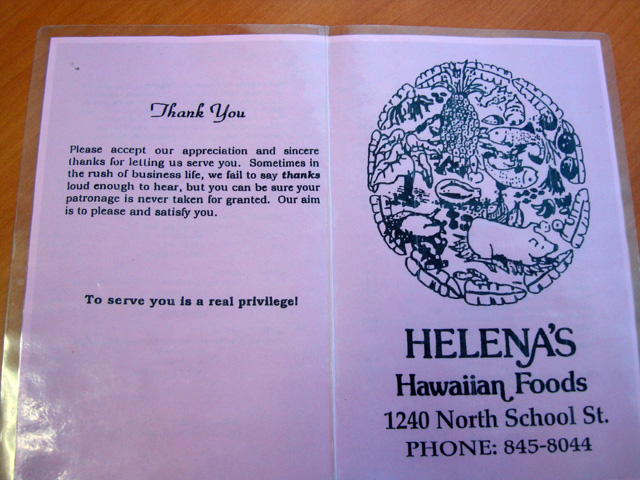 Thank You
Please accept our appreciation and sincere
thanks for letting us serve you. Sometimes in
the rush of business life, we fail to say thanks
loud enough to hear, but you can be sure your
patronage is never taken for granted. Our aim
is to please and satisfy you.
To serve you is a real privilege!
HELENA'S
Hawaiian Foods
1240 North School St.
PHONE: 845-8044